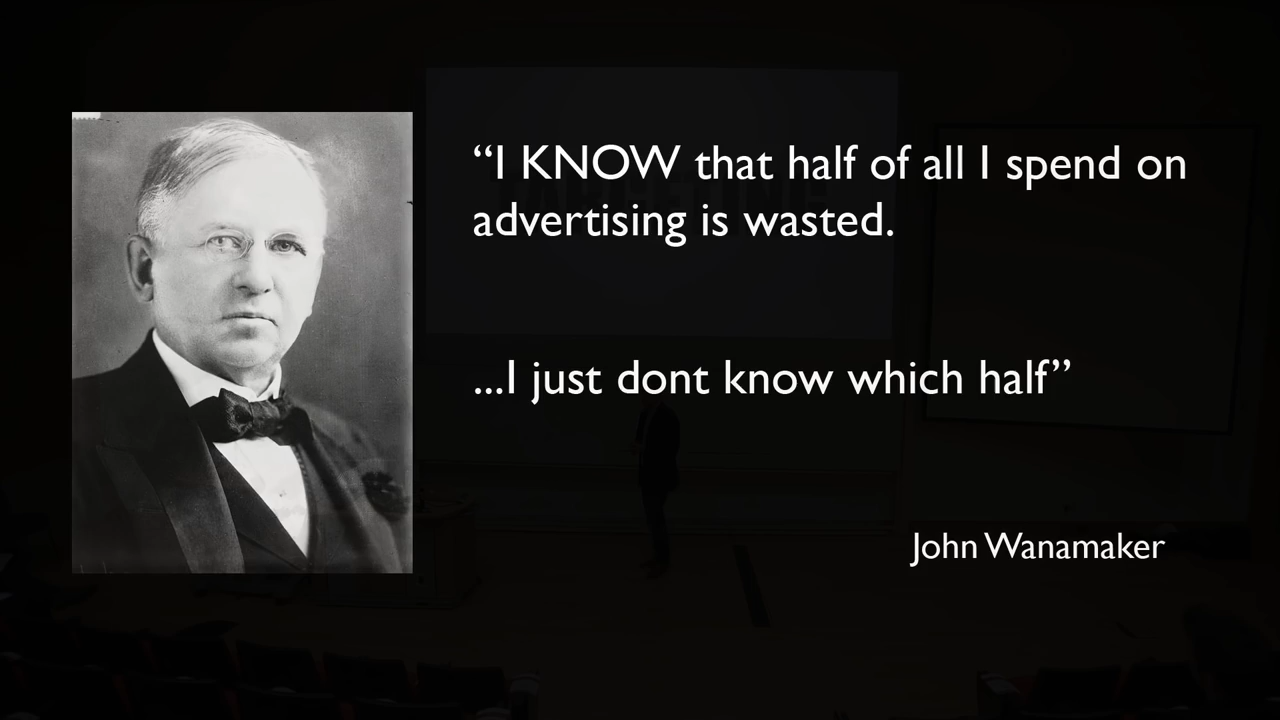 “I KNOW that half of all I spend on
advertising is wasted.
...I just dont know which half”
John Wanamaker